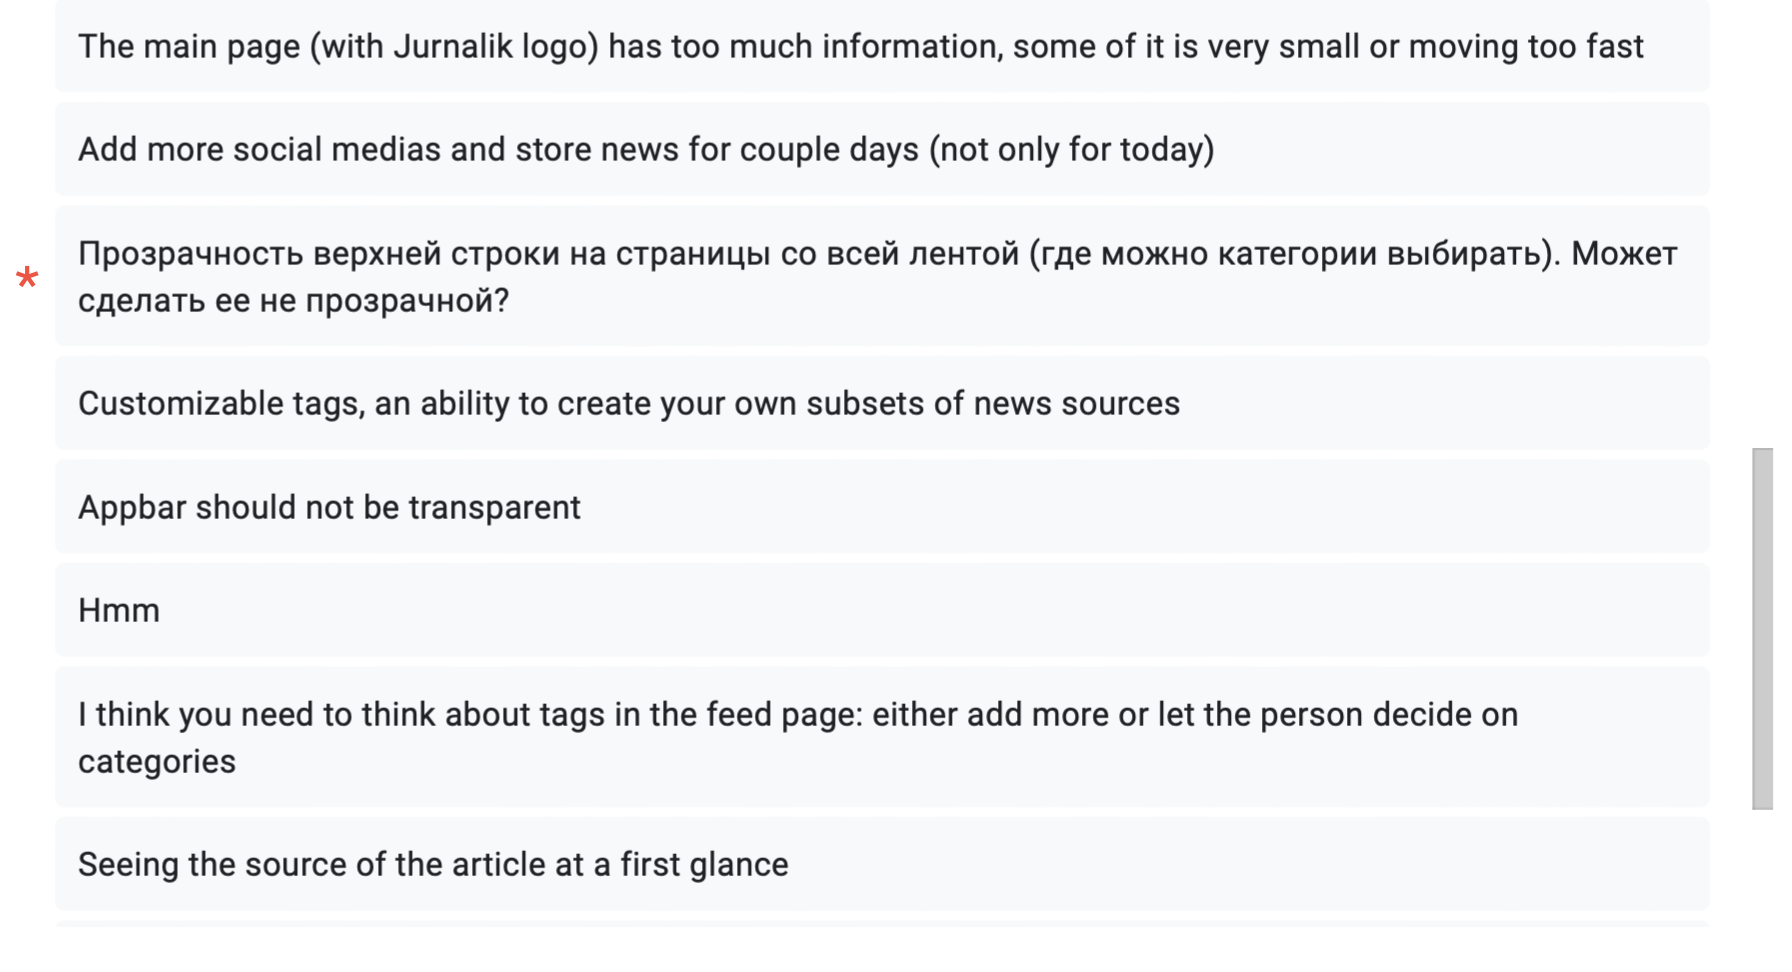 The main page (with Jurnalik logo) has too much information, some of it is very small or moving too fast
Add more social medias and store news for couple days (not only for today)
* Прозрачность верхней строки на страницы со всей лентой (где можно категории выбирать). Может
сделать ее не прозрачной?
Customizable tags, an ability to create your own subsets of news sources
Appbar should not be transparent
Hmm
I think you need to think about tags in the feed page: either add more or let the person decide on
categories
Seeing the source of the article at a first glance